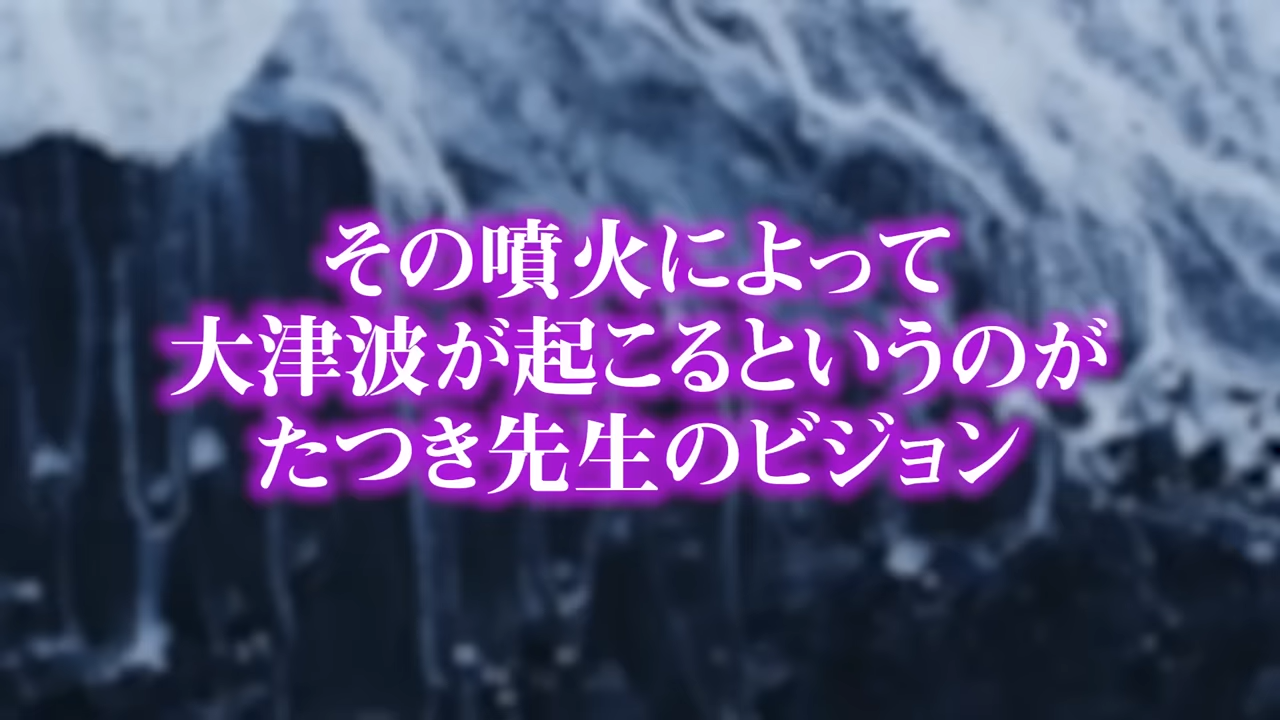 その噴火によって
大津波が起こるというのが
たつき先生のビジョン